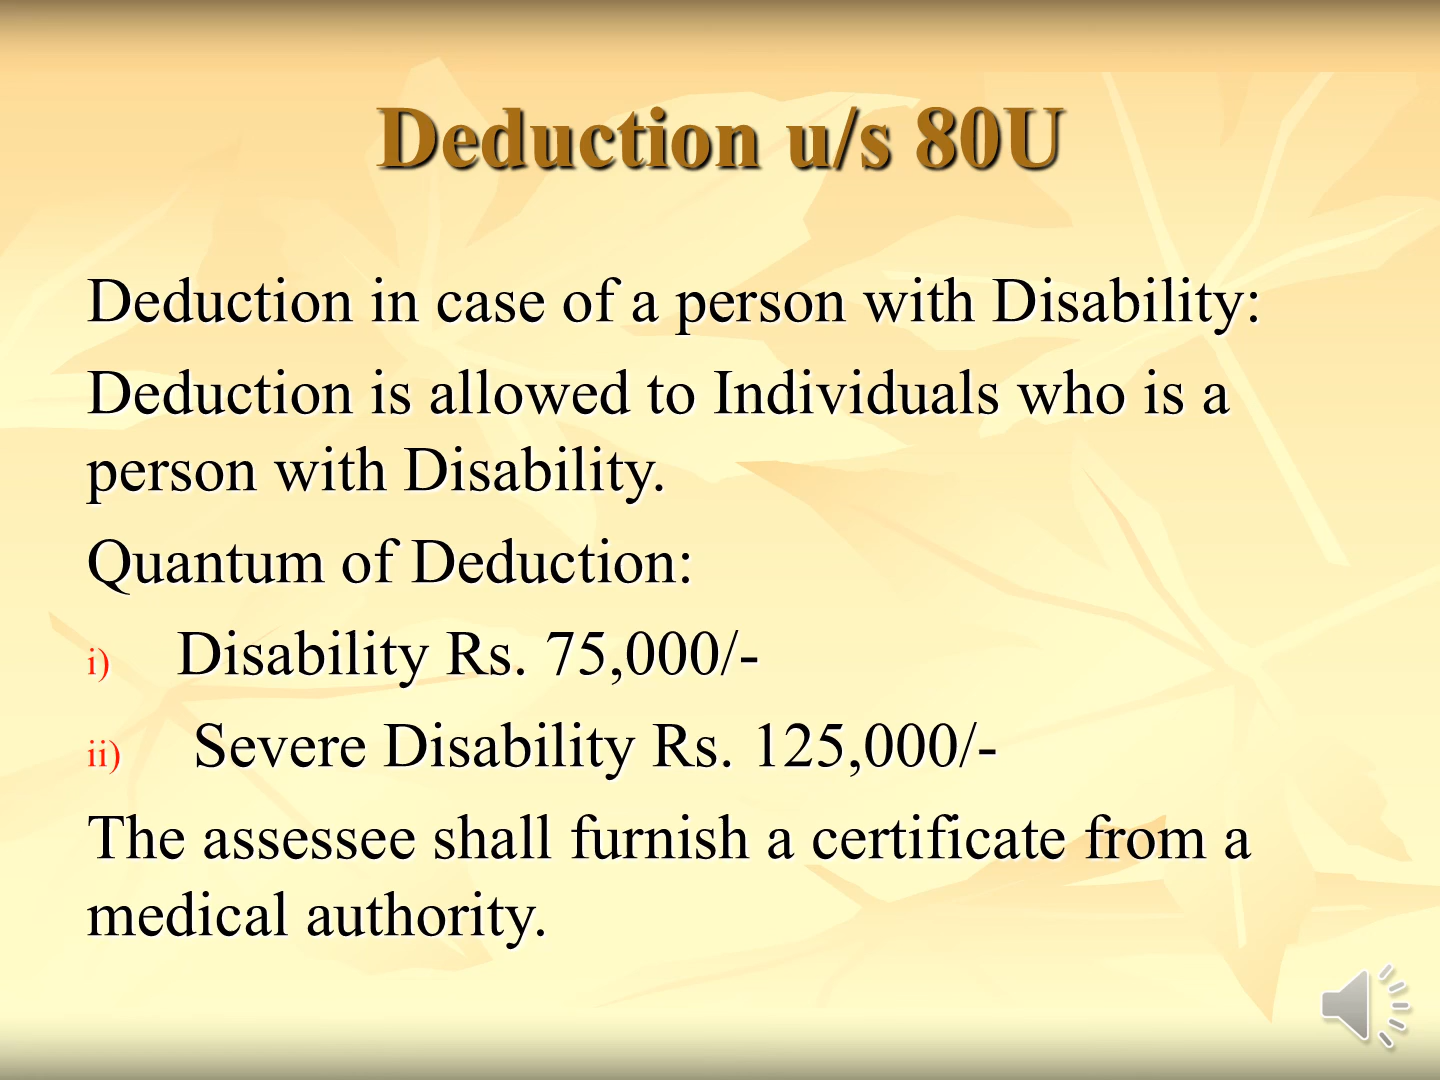 Deduction u/s 80U
Deduction in case of a person with Disability:
Deduction is allowed to Individuals who is a
person with Disability.
Quantum of Deduction:
i) Disability Rs. 75,000/-
ii) Severe Disability Rs. 125,000/-
The assessee shall furnish a certificate from a
medical authority.